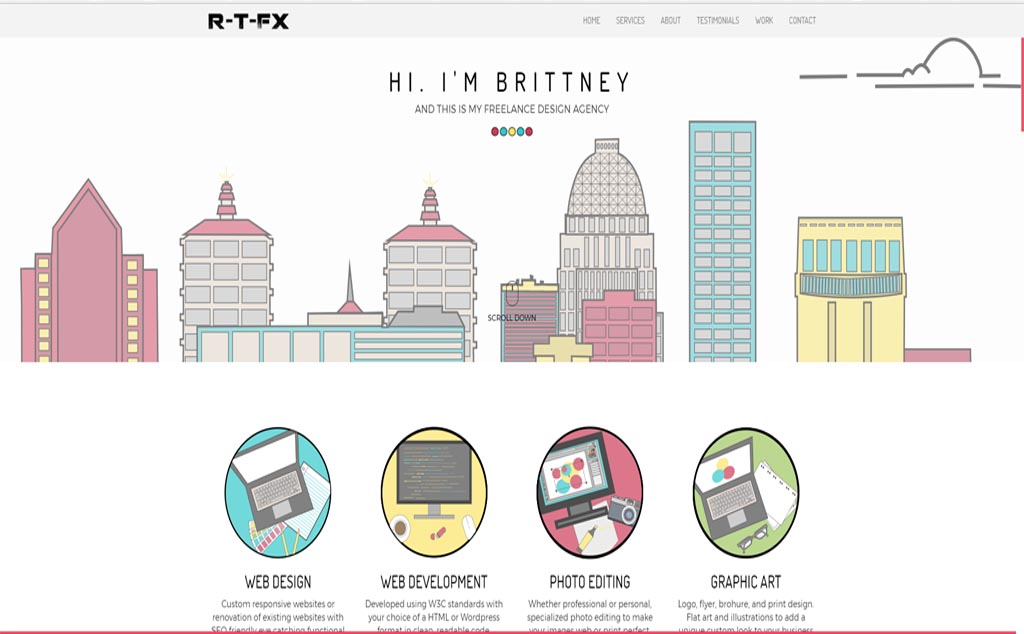 R-T-FX
HOME SERVICES ABOUT TESTIMONIALS WORK CONTACT
HI. I'M BRITTNEY
AND THIS IS MY FREELANCE DESIGN AGENCY
SCROLL DOWN
WEB DESIGN
Custom responsive websites or
renovation of existing websites with
SEO friendly eye catching functional
WEB DEVELOPMENT
Developed using W3C standards with
your choice of a HTML or Wordpress
format in clean, readable code
PHOTO EDITING
Whether professional or personal,
specialized photo editing to make
your images web or print perfect
GRAPHIC ART
Logo, flyer, brohure, and print design.
Flat art and illustrations to add a
unique custom look to your business